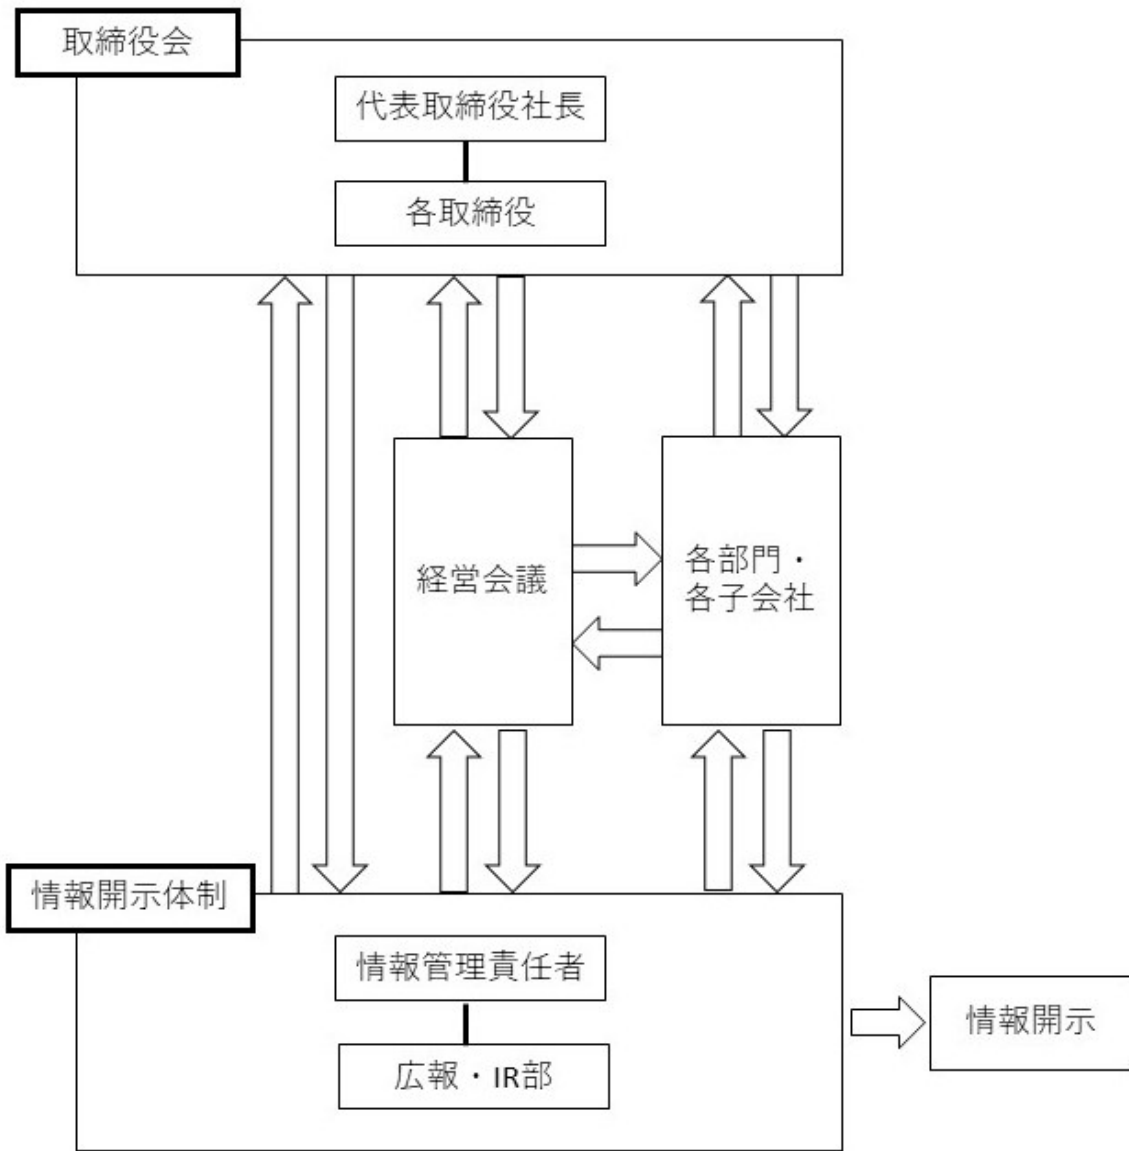 取締役会
代表取締役社長
各取締役
経営会議
各部門・
各子会社
情報開示体制
情報管理責任者
広報・IR部
情報開示